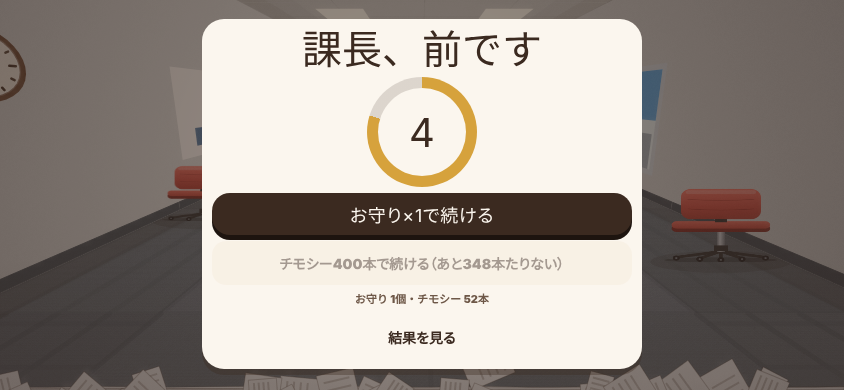 課長、前です
4
お守り×1で続ける
チモシー400本で続ける(あと348本たりない)
お守り 1個・チモシー 52本
結果を見る